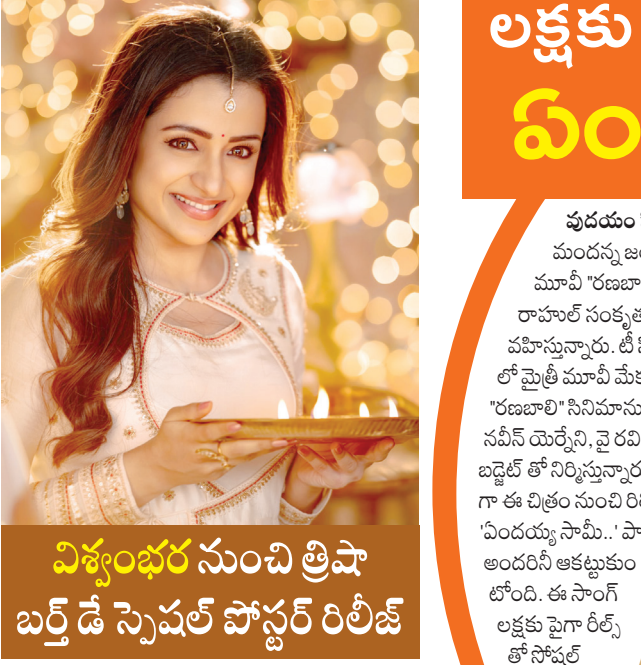 విశ్వంభర నుంచి త్రిషా
బర్త్ డే స్పెషల్ పోస్టర్ రిలీజ్
లక్షకు
ఏం
వుదయం
మందన్న జం
మూవీ "రణబా
రాహుల్ సంకృత
వహిస్తున్నారు. టీ
లో మైత్రీ మూవీ మేక
"రణబాలి" సినిమాను
నవీన్ యెర్నేని, వై రవి
బడ్జెట్ తో నిర్మిస్తున్నార
గా ఈ చిత్రం నుంచి రి
'ఏందయ్య సామీ..' పా
అందరినీ ఆకట్టుకుం
టోంది. ఈ సాంగ్
లక్షకు పైగా రీల్స్
తో సోషల్